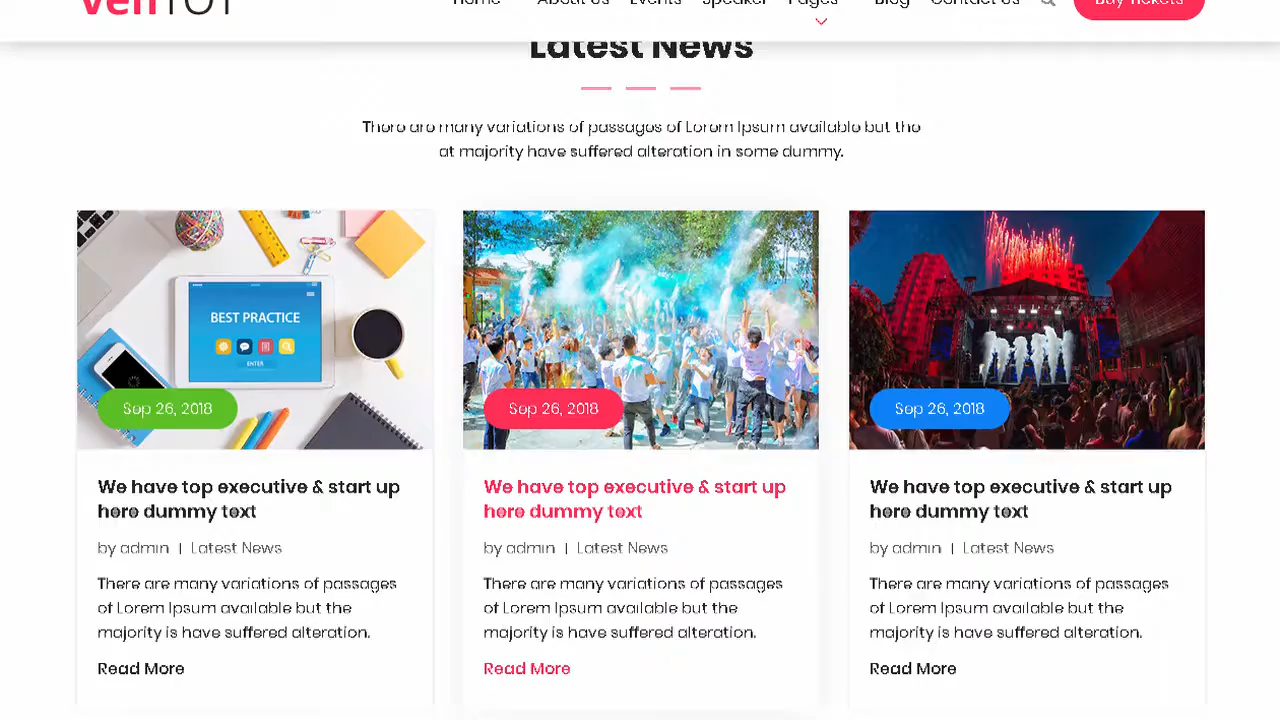 VenTOT
Home About Us Events Speaker Pages Blog Contact Us Buy Tickets
Latest News
There are many variations of passages of Lorem Ipsum available but the
at majority have suffered alteration in some dummy.
BEST PRACTICE
ENTER
Sep 26, 2018 Sep 26, 2018 Sep 26, 2018
We have top executive & start up
here dummy text
by admin | Latest News
There are many variations of passages
of Lorem Ipsum available but the
majority is have suffered alteration.
Read More
We have top executive & start up
here dummy text
by admin | Latest News
There are many variations of passages
of Lorem Ipsum available but the
majority is have suffered alteration.
Read More
We have top executive & start up
here dummy text
by admin | Latest News
There are many variations of passages
of Lorem Ipsum available but the
majority is have suffered alteration.
Read More